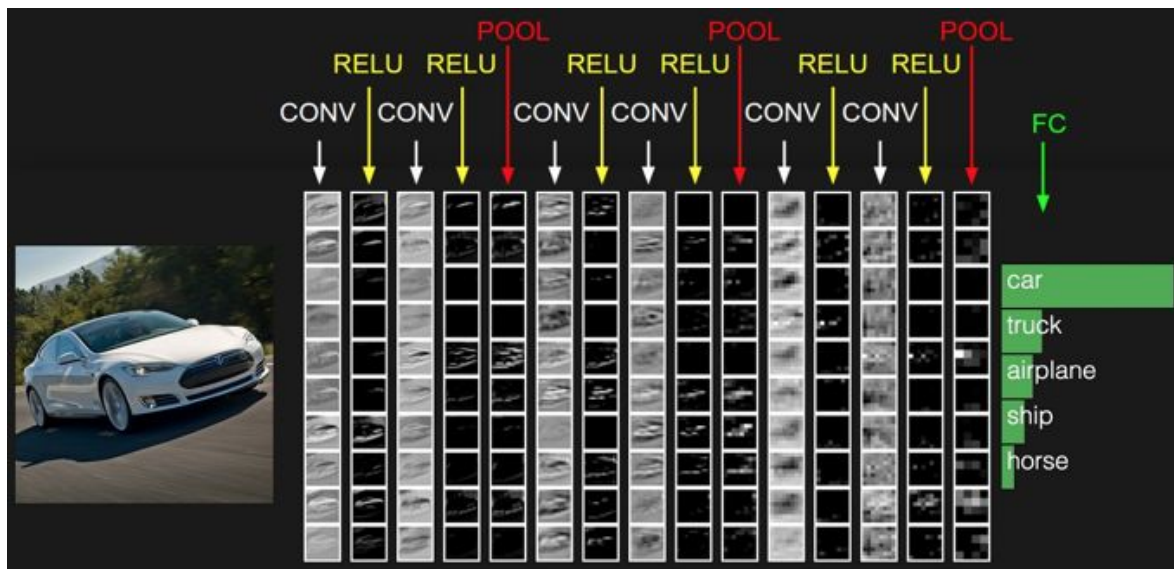 POOL POOL POOL
RELU RELU RELU RELU RELU RELU
CONV CONV CONV CONV CONV CONV
FC
car
truck
airplane
ship
horse